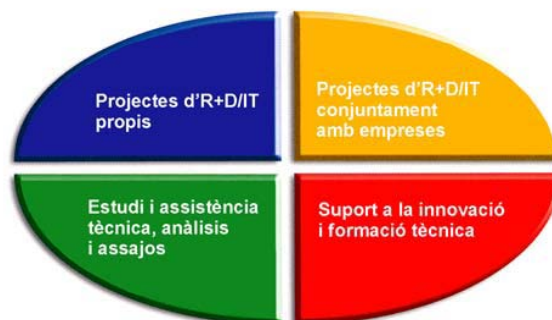 Projectes d'R+D/IT
propis
Projectes d'R+D/IT
conjuntament
amb empreses
Estudi i assistència
tècnica, anàlisis
i assajos
Suport a la innovació
i formació tècnica